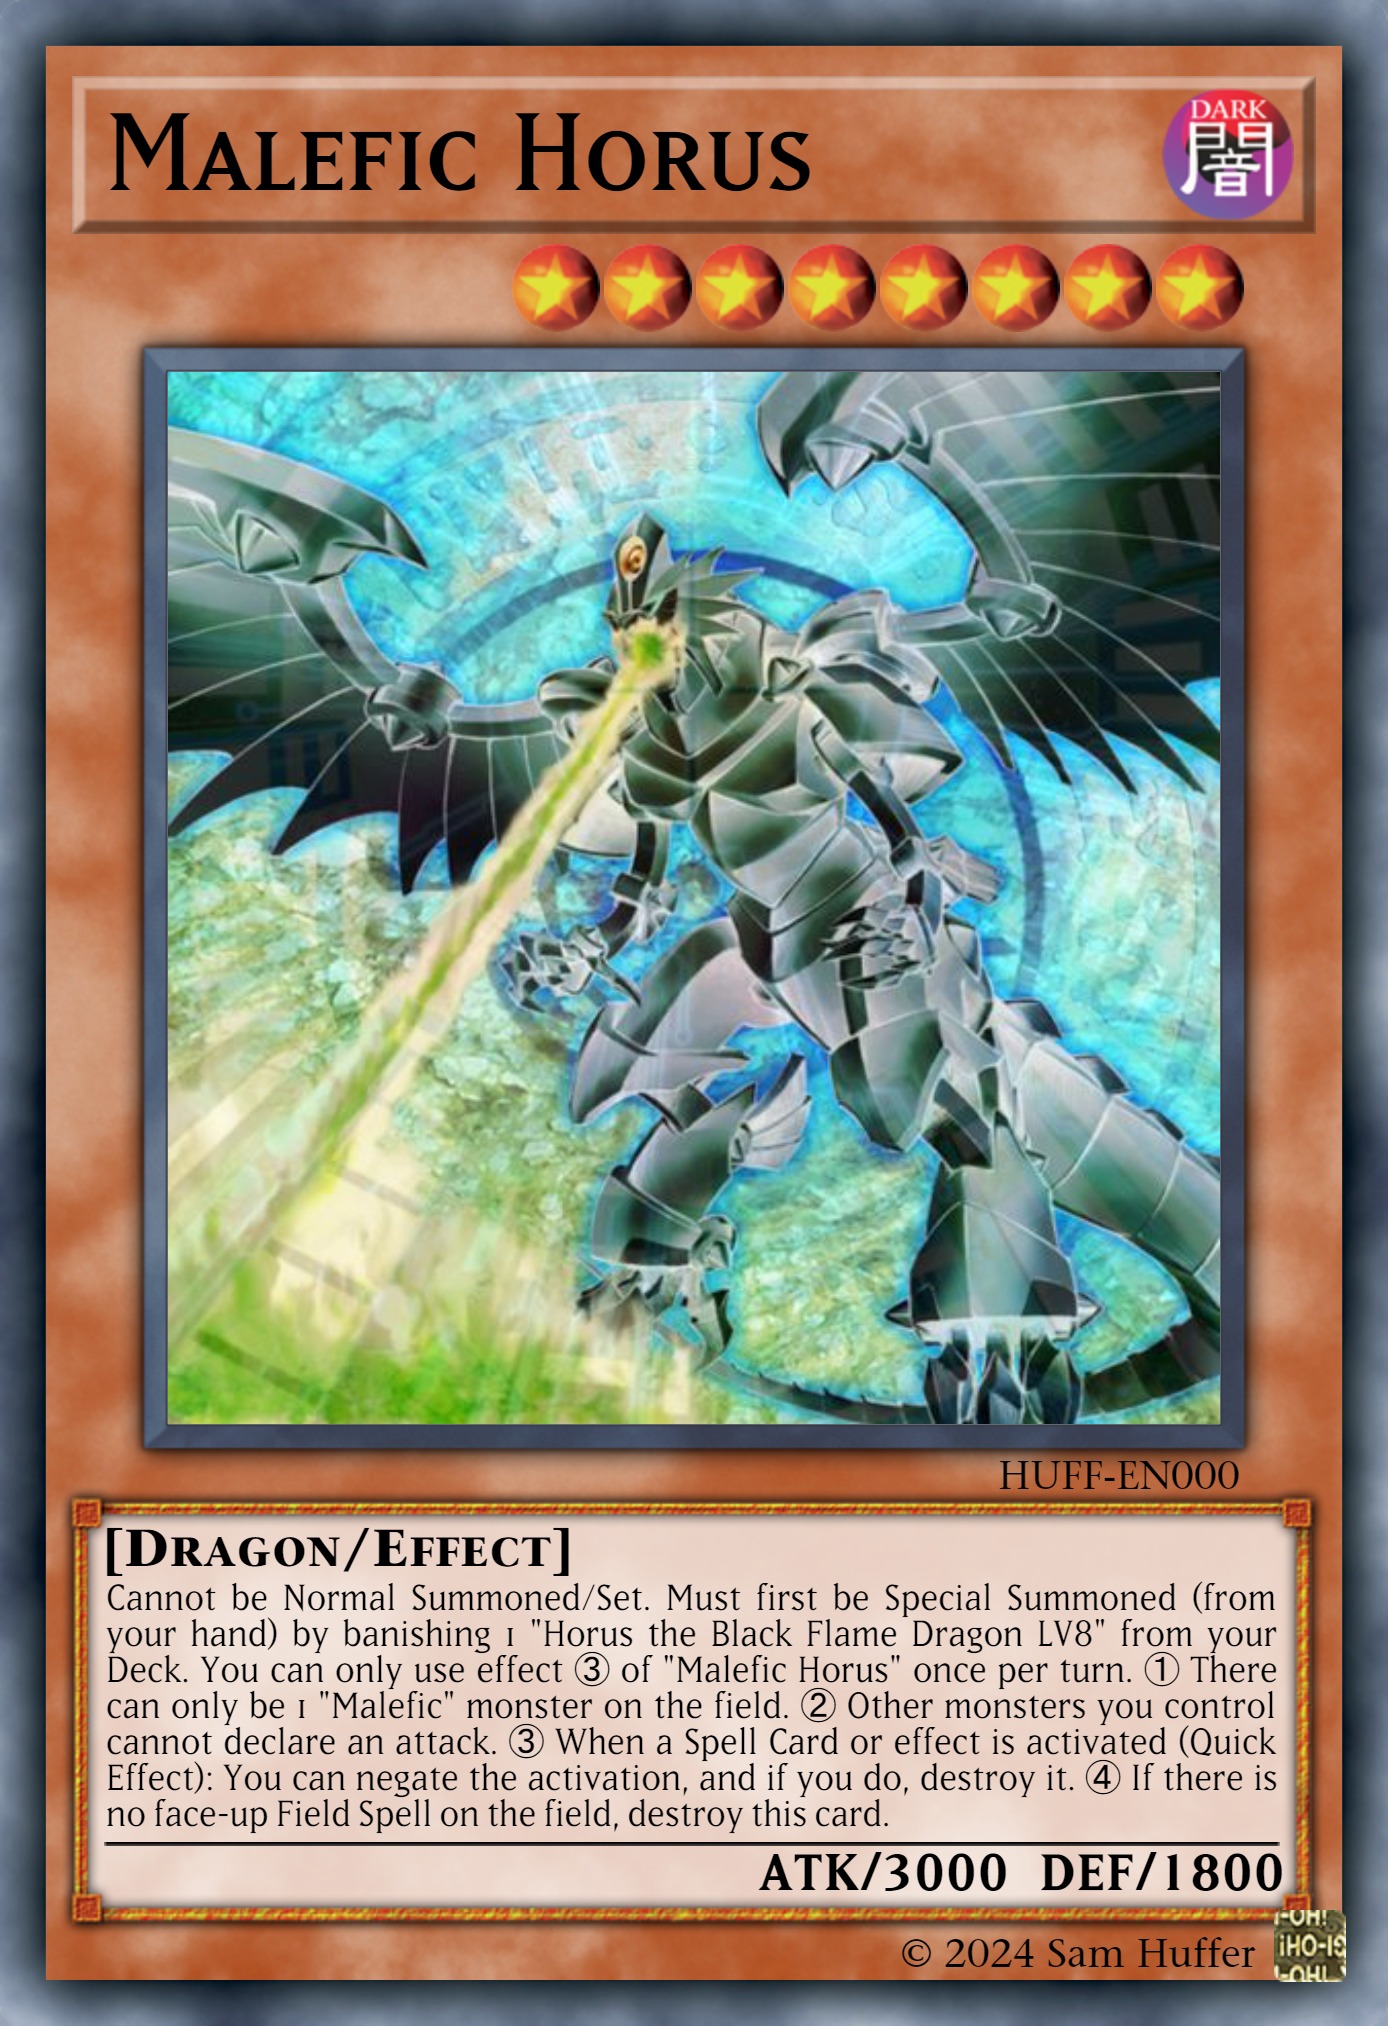 Malefic Horus
DARK
闇
HUFF-EN000
[Dragon/Effect]
Cannot be Normal Summoned/Set. Must first be Special Summoned (from
your hand) by banishing 1 "Horus the Black Flame Dragon LV8" from your
Deck. You can only use effect ③ of "Malefic Horus" once per turn. ① There
can only be 1 "Malefic" monster on the field. ② Other monsters you control
cannot declare an attack. ③ When a Spell Card or effect is activated (Quick
Effect): You can negate the activation, and if you do, destroy it. ④ If there is
no face-up Field Spell on the field, destroy this card.
ATK/3000 DEF/1800
© 2024 Sam Huffer